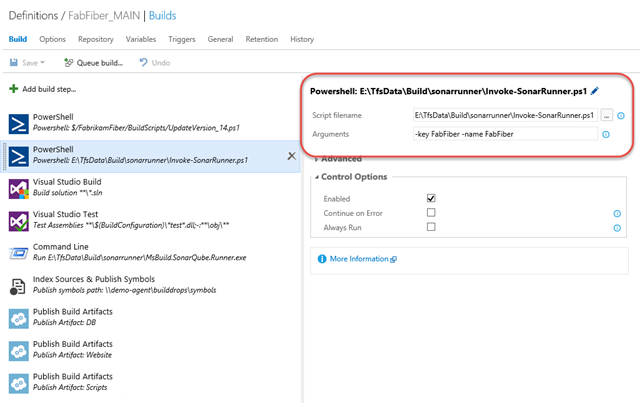 Definitions / FabFiber_MAIN | Builds
Build Options Repository Variables Triggers General Retention History
Save Queue build... Undo
Add build step...
PowerShell
Powershell: $/FabrikamFiber/BuildScripts/UpdateVersion_14.ps1
PowerShell
Powershell: E:\TfsData\Build\sonarrunner\Invoke-SonarRunner.ps1
Visual Studio Build
Build solution **\*.sln
Visual Studio Test
Test Assemblies **\$(BuildConfiguration)\*test*.dll;-:**\obj\**
Command Line
Run E:\TfsData\Build\sonarrunner\MsBuild.SonarQube.Runner.exe
Index Sources & Publish Symbols
Publish symbols path: \\demo-agent\builddrops\symbols
Publish Build Artifacts
Publish Artifact: DB
Publish Build Artifacts
Publish Artifact: Website
Publish Build Artifacts
Publish Artifact: Scripts
Powershell: E:\TfsData\Build\sonarrunner\Invoke-SonarRunner.ps1
Script filename E:\TfsData\Build\sonarrunner\Invoke-SonarRunner.ps1 ...
Arguments -key FabFiber -name FabFiber
Advanced
Control Options
Enabled
Continue on Error
Always Run
More Information